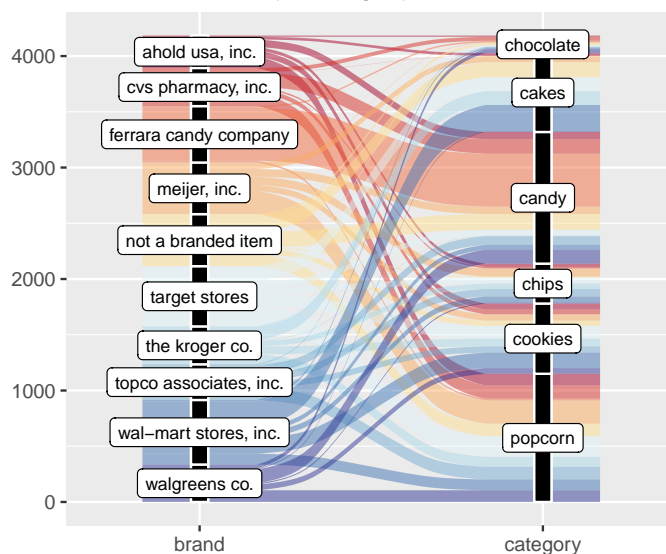 4000
3000
2000
1000
0
ahold usa, inc.
cvs pharmacy, inc.
ferrara candy company
meijer, inc.
not a branded item
target stores
the kroger co.
topco associates, inc.
wal−mart stores, inc.
walgreens co.
chocolate
cakes
candy
chips
cookies
popcorn
brand
category